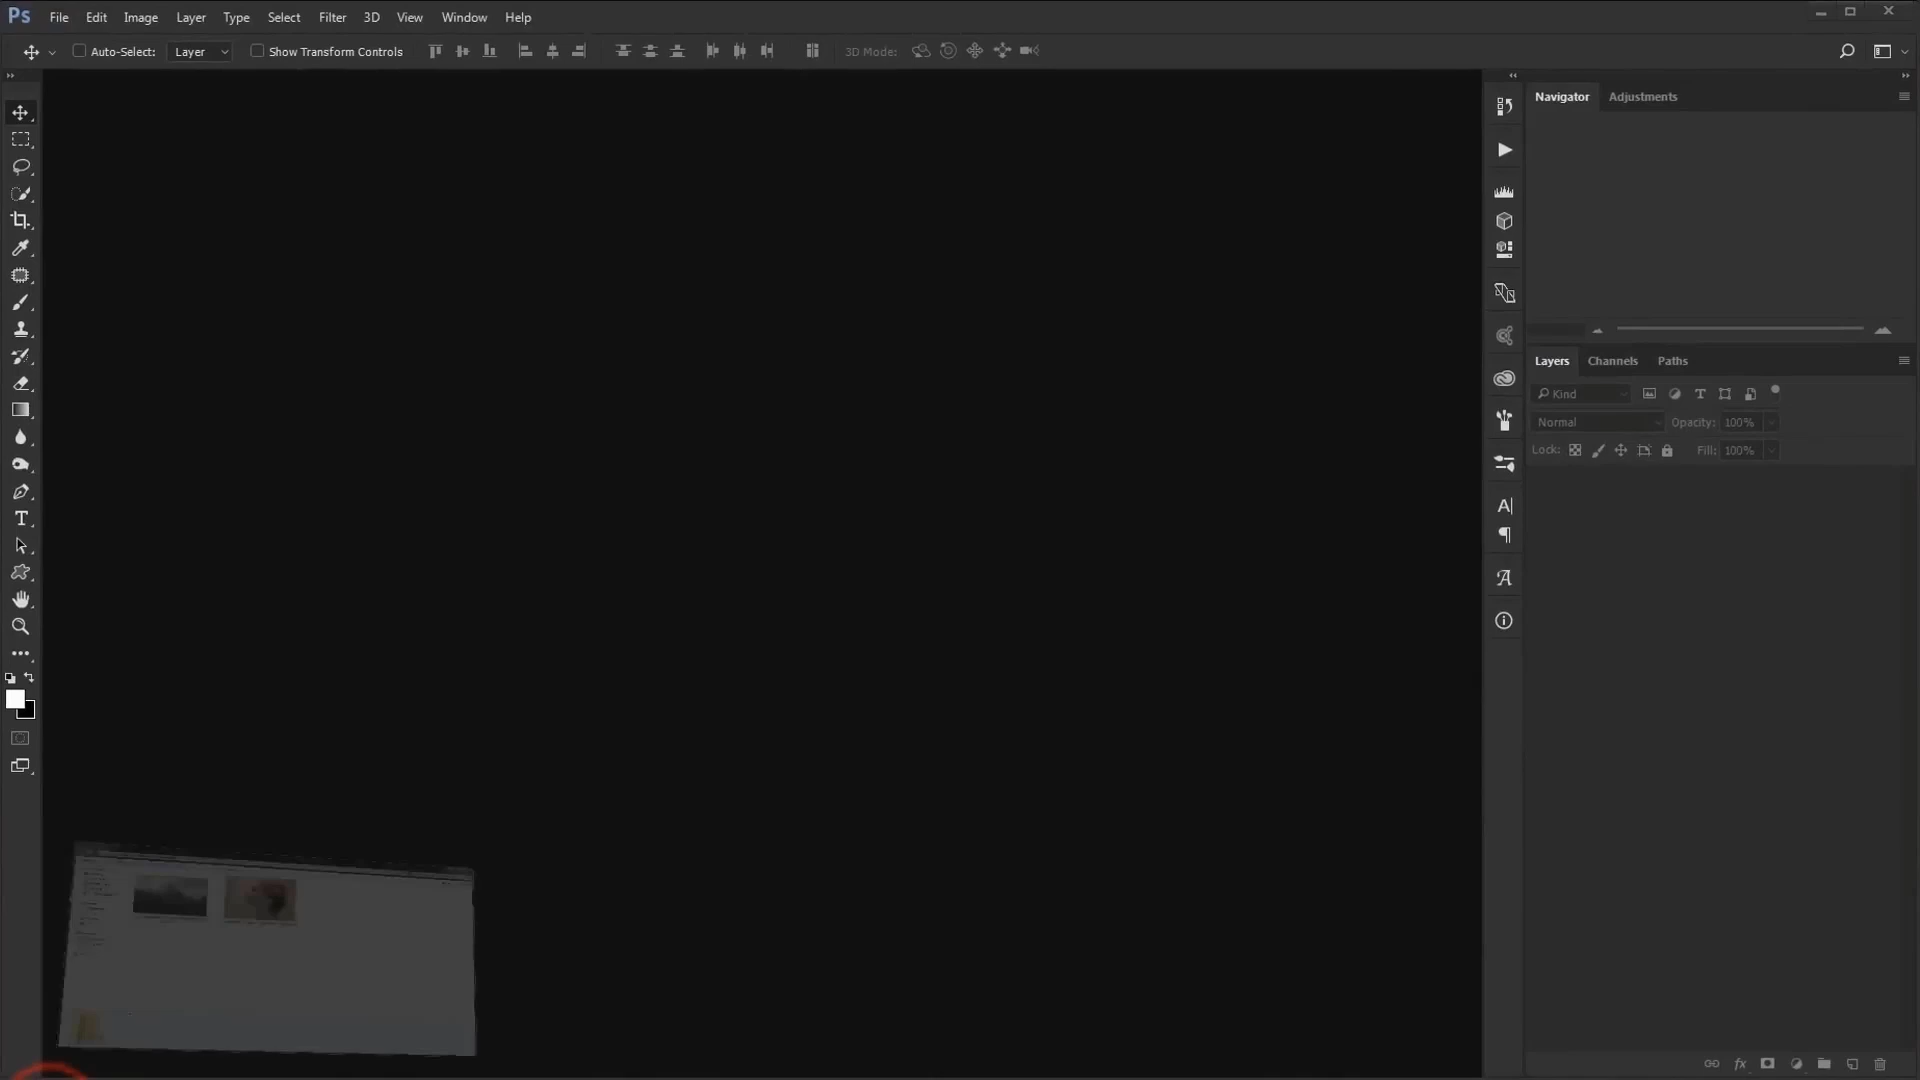 Ps File Edit Image Layer Type Select Filter 3D View Window Help
Auto-Select: Layer Show Transform Controls 3D Mode:
Navigator Adjustments
Layers Channels Paths
Kind
Normal Opacity: 100%
Lock: Fill: 100%